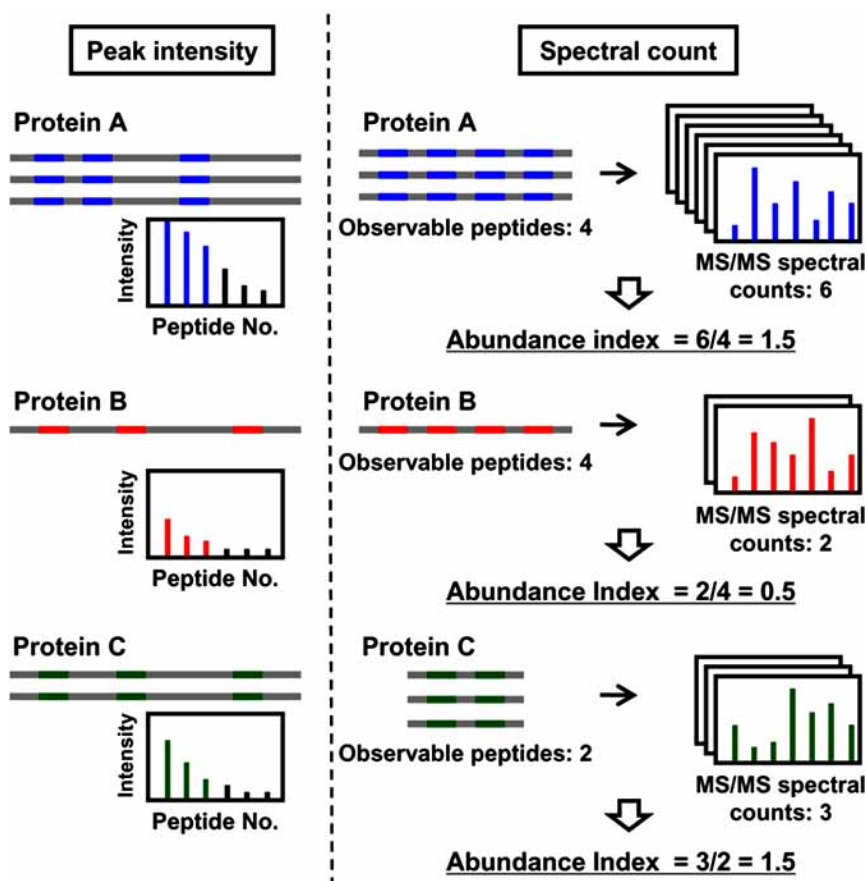 Peak intensity
Protein A
Intensity
Peptide No.
Protein B
Intensity
Peptide No.
Protein C
Intensity
Peptide No.
Spectral count
Protein A
Observable peptides: 4
MS/MS spectral
counts: 6
Abundance index = 6/4 = 1.5
Protein B
Observable peptides: 4
MS/MS spectral
counts: 2
Abundance Index = 2/4 = 0.5
Protein C
Observable peptides: 2
MS/MS spectral
counts: 3
Abundance Index = 3/2 = 1.5